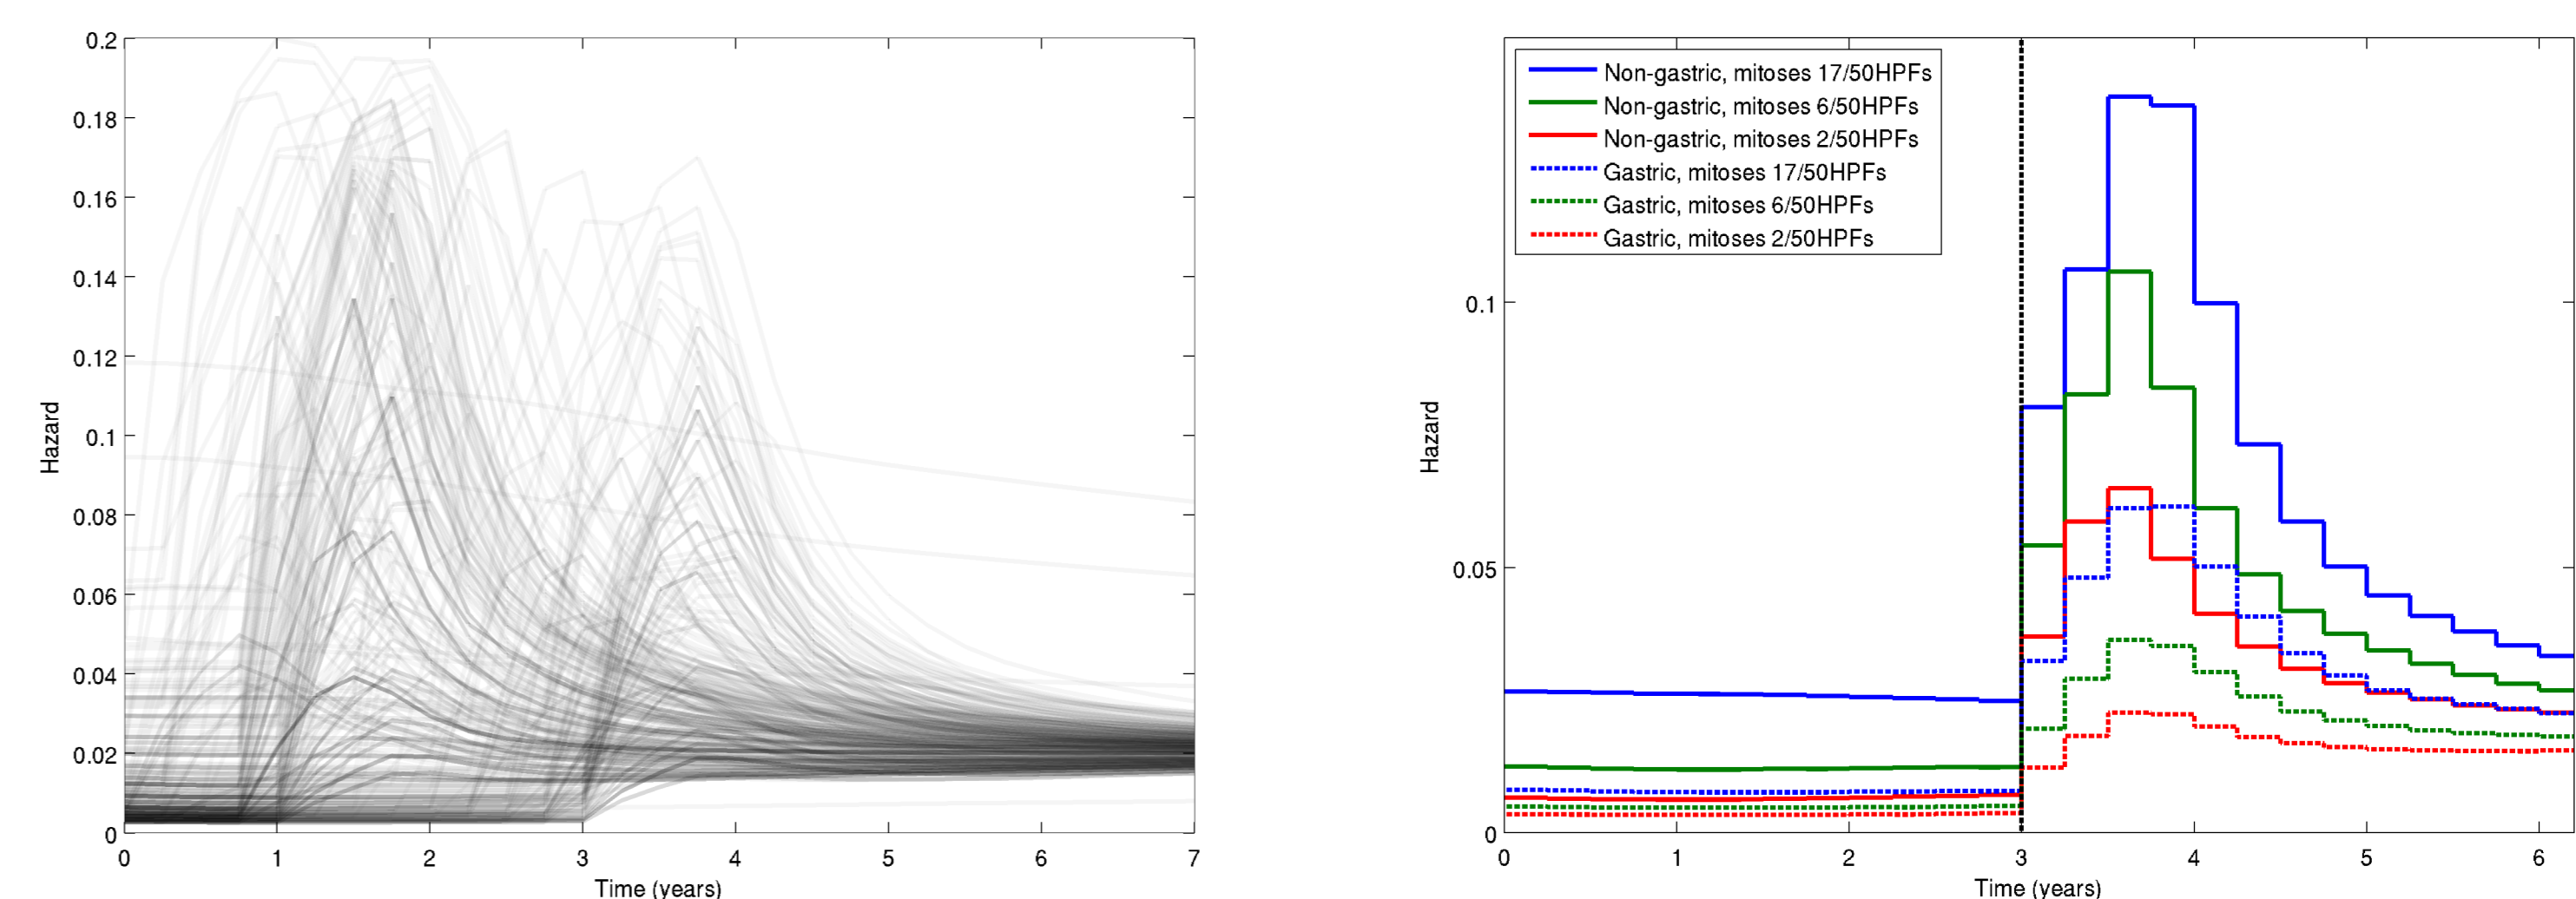 0.2
0.18
0.16
0.14
0.12
0.1
0.08
0.06
0.04
0.02
0
Hazard
0 1 2 3 4 5 6 7
Time (years)
Non-gastric, mitoses 17/50HPFs
Non-gastric, mitoses 6/50HPFs
Non-gastric, mitoses 2/50HPFs
Gastric, mitoses 17/50HPFs
Gastric, mitoses 6/50HPFs
Gastric, mitoses 2/50HPFs
0.1
0.05
0
Hazard
0 1 2 3 4 5 6
Time (years)